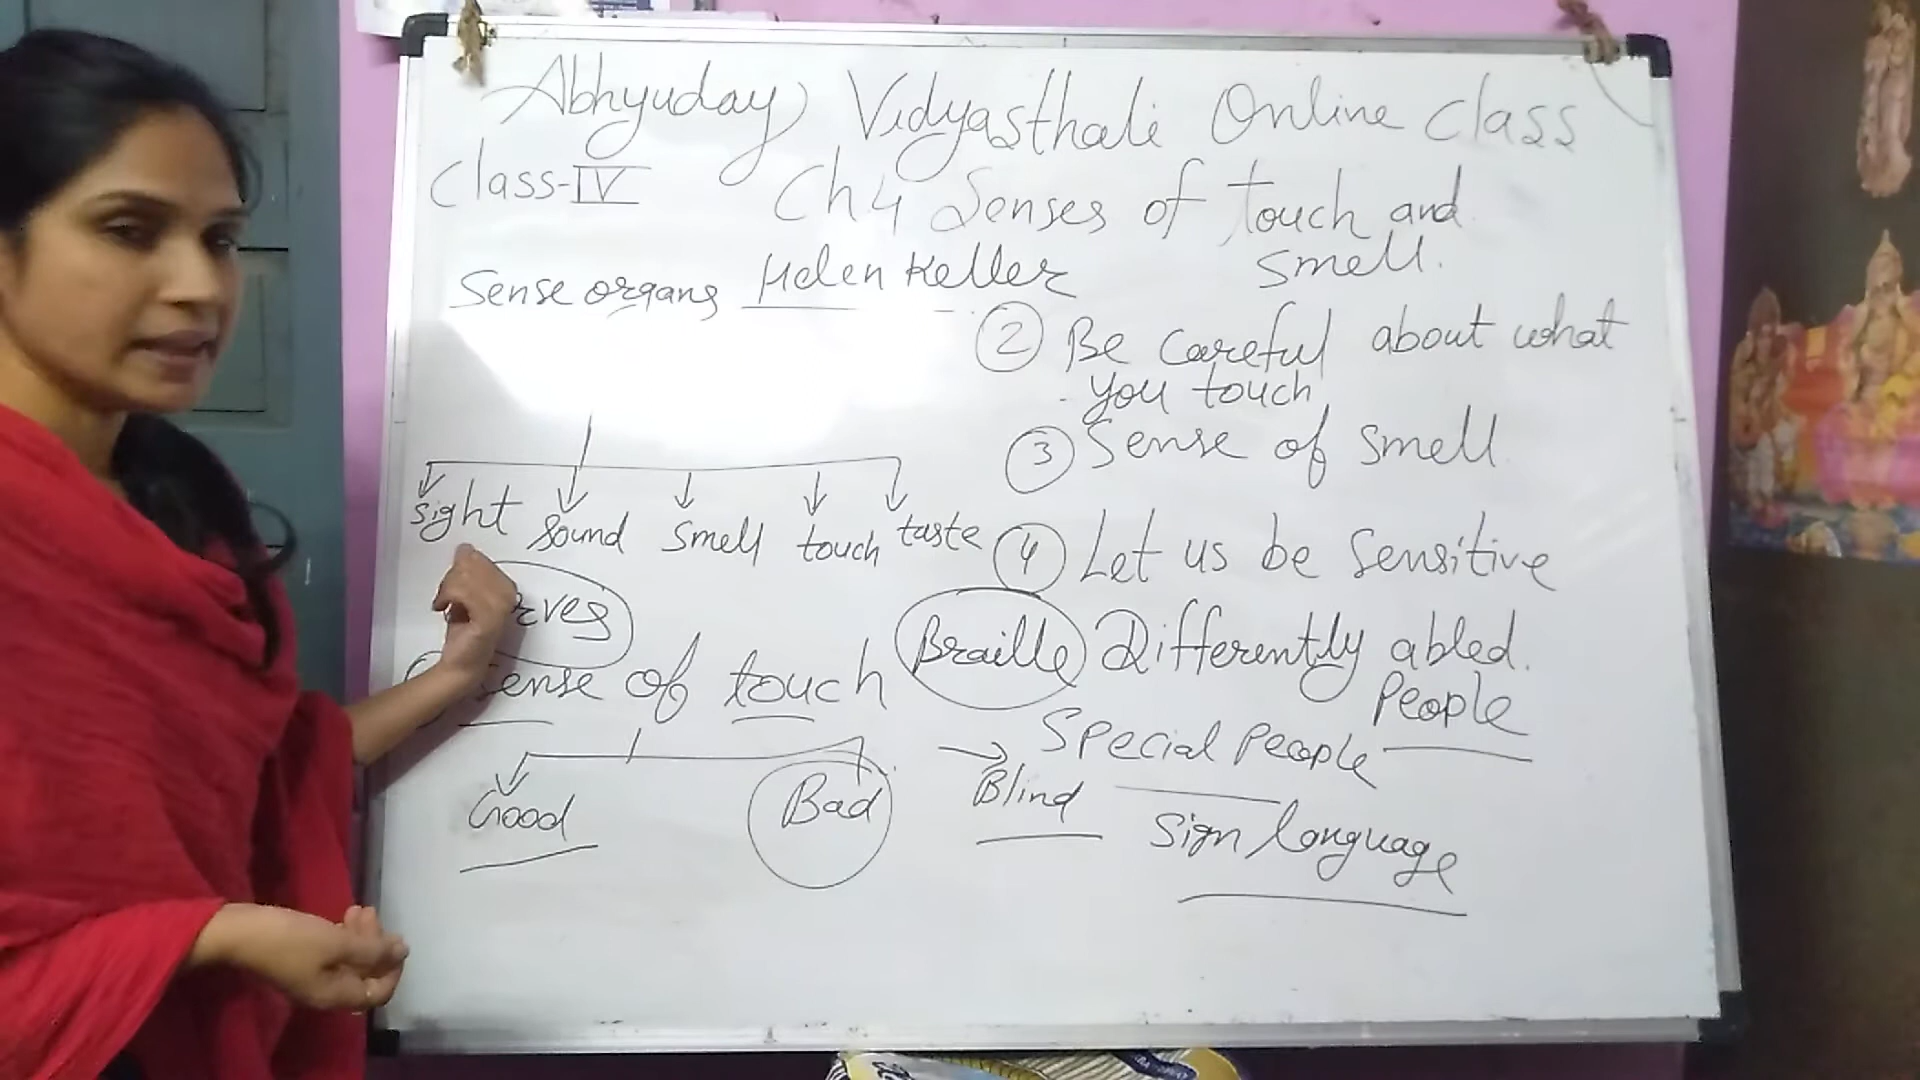 Abhyuday Vidyasthali Online Class
Class-IV Ch 4 Senses of touch and
smell.
Sense organs Helen Keller
② Be careful about what
you touch
③ Sense of smell
sight sound smell touch taste
④ Let us be sensitive
Sense of touch
Braille Differently abled.
People
Special People
Good Bad
Blind
Sign language